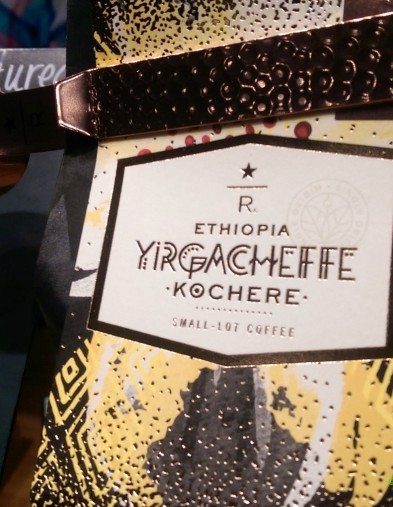 R.
ETHIOPIA
YIRGACHEFFE
·KOCHERE·
SMALL-LOT COFFEE